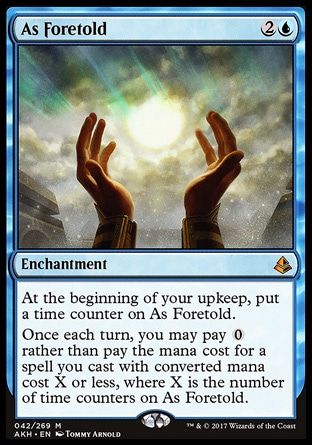 As Foretold 2
Enchantment
At the beginning of your upkeep, put
a time counter on As Foretold.
Once each turn, you may pay 0
rather than pay the mana cost for a
spell you cast with converted mana
cost X or less, where X is the number
of time counters on As Foretold.
042/269 M
AKH • EN Tommy Arnold
™ & © 2017 Wizards of the Coast